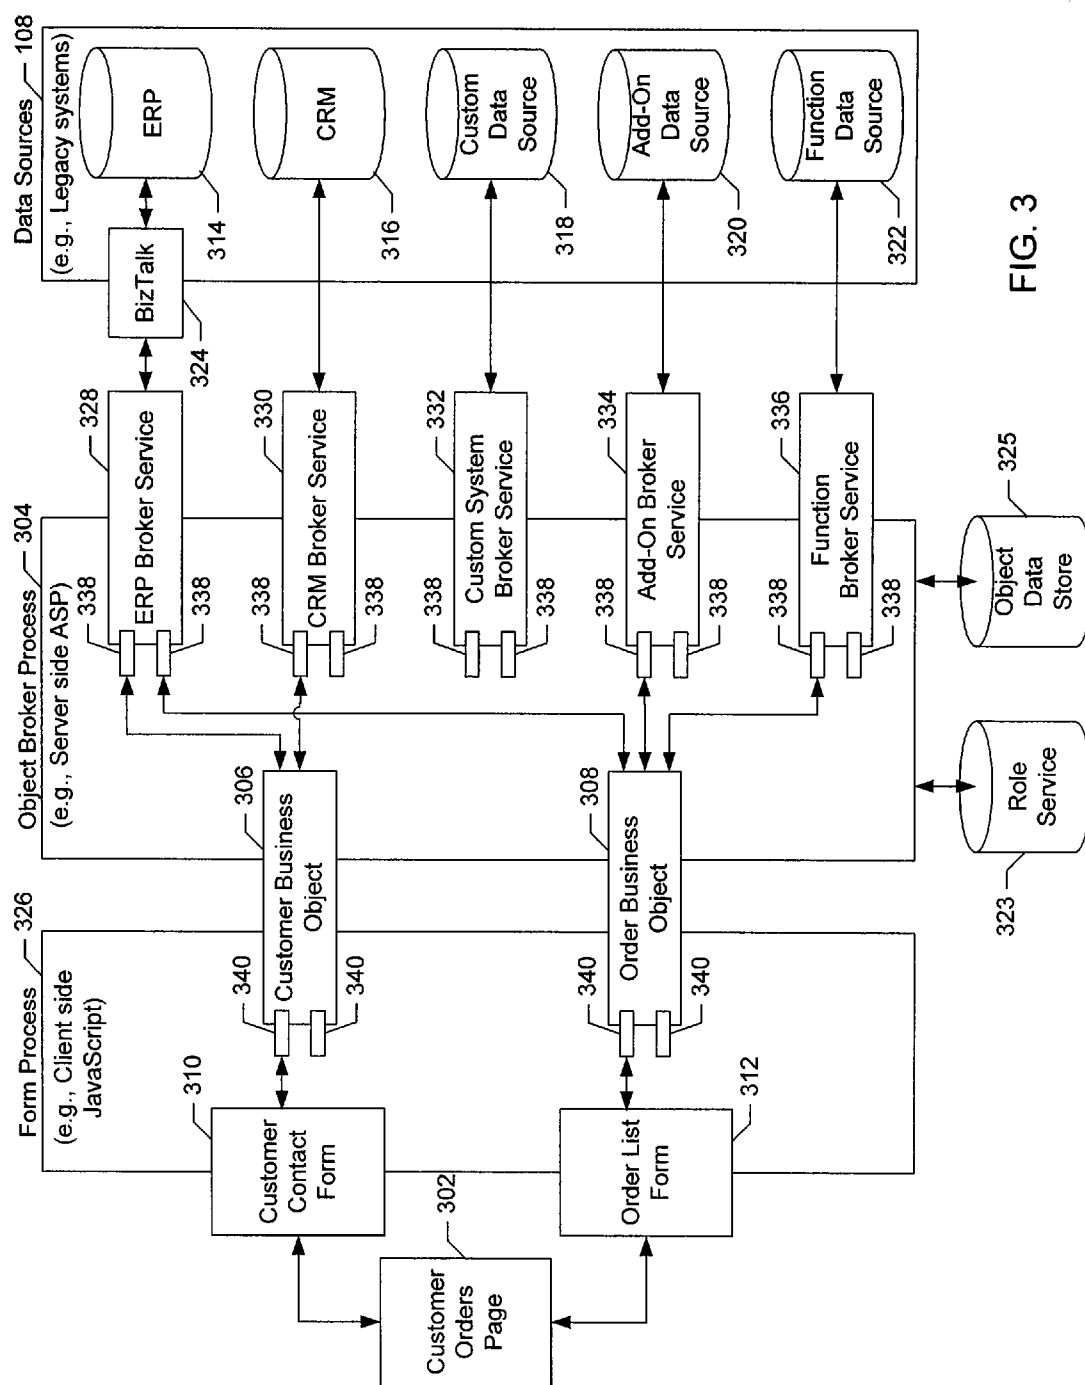 Data Sources 108
(e.g., Legacy systems)
ERP
314
CRM
316
Custom
Data
Source
318
Add-On
Data
Source
320
Function
Data
Source
322
BizTalk
324
Object Broker Process 304
(e.g., Server side ASP)
ERP Broker Service
328
338
338
CRM Broker Service
330
338
338
Custom System
Broker Service
332
338
338
Add-On Broker
Service
334
338
338
Function
Broker Service
336
338
338
Customer Business
Object
306
340
340
Order Business
Object
308
340
340
Role
Service
323
Object
Data
Store
325
Form Process 326
(e.g., Client side
JavaScript)
Customer
Contact
Form
310
Order List
Form
312
Customer
Orders
Page
302
FIG. 3